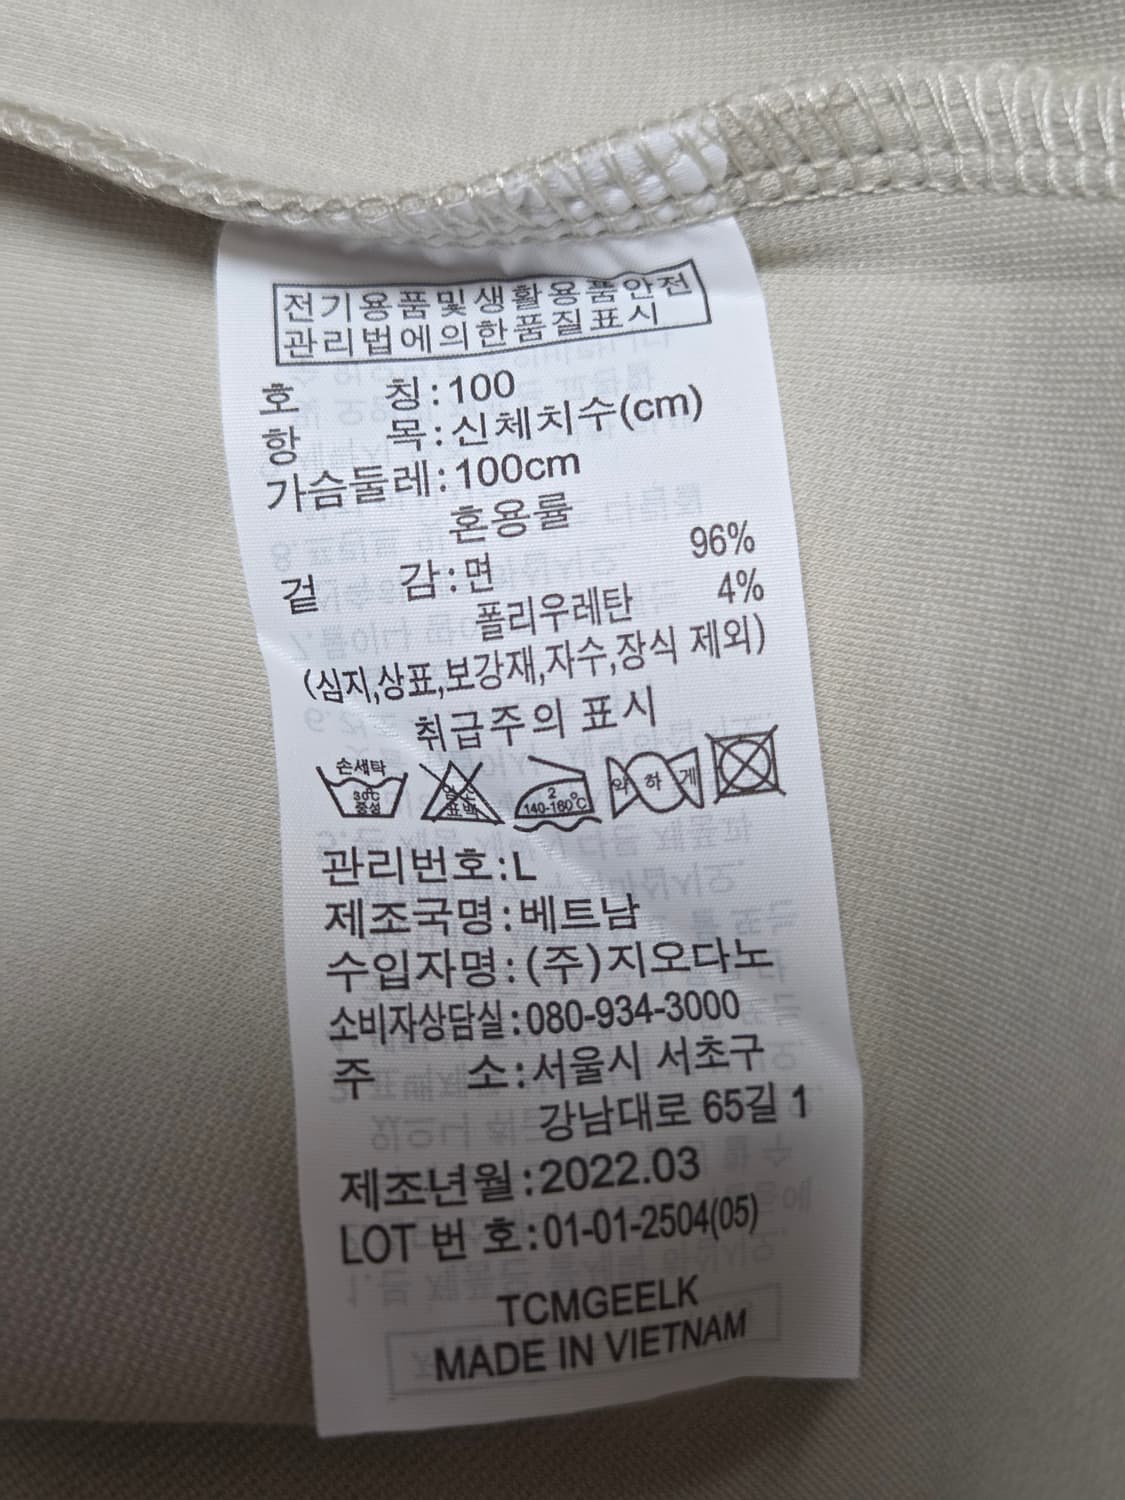 전기용품및생활용품안전
관리법에의한품질표시
호 칭:100
항 목:신체치수(cm)
가슴둘레:100cm
혼용률
겉 감:면 96%
폴리우레탄 4%
(심지,상표,보강재,자수,장식 제외)
취급주의 표시
손세탁
30℃
중성
염소
표백
2
140-160℃
약 하 게
관리번호:L
제조국명:베트남
수입자명:(주)지오다노
소비자상담실:080-934-3000
주 소:서울시 서초구
강남대로 65길 1
제조년월:2022.03
LOT 번 호:01-01-2504(05)
TCMGEELK
MADE IN VIETNAM